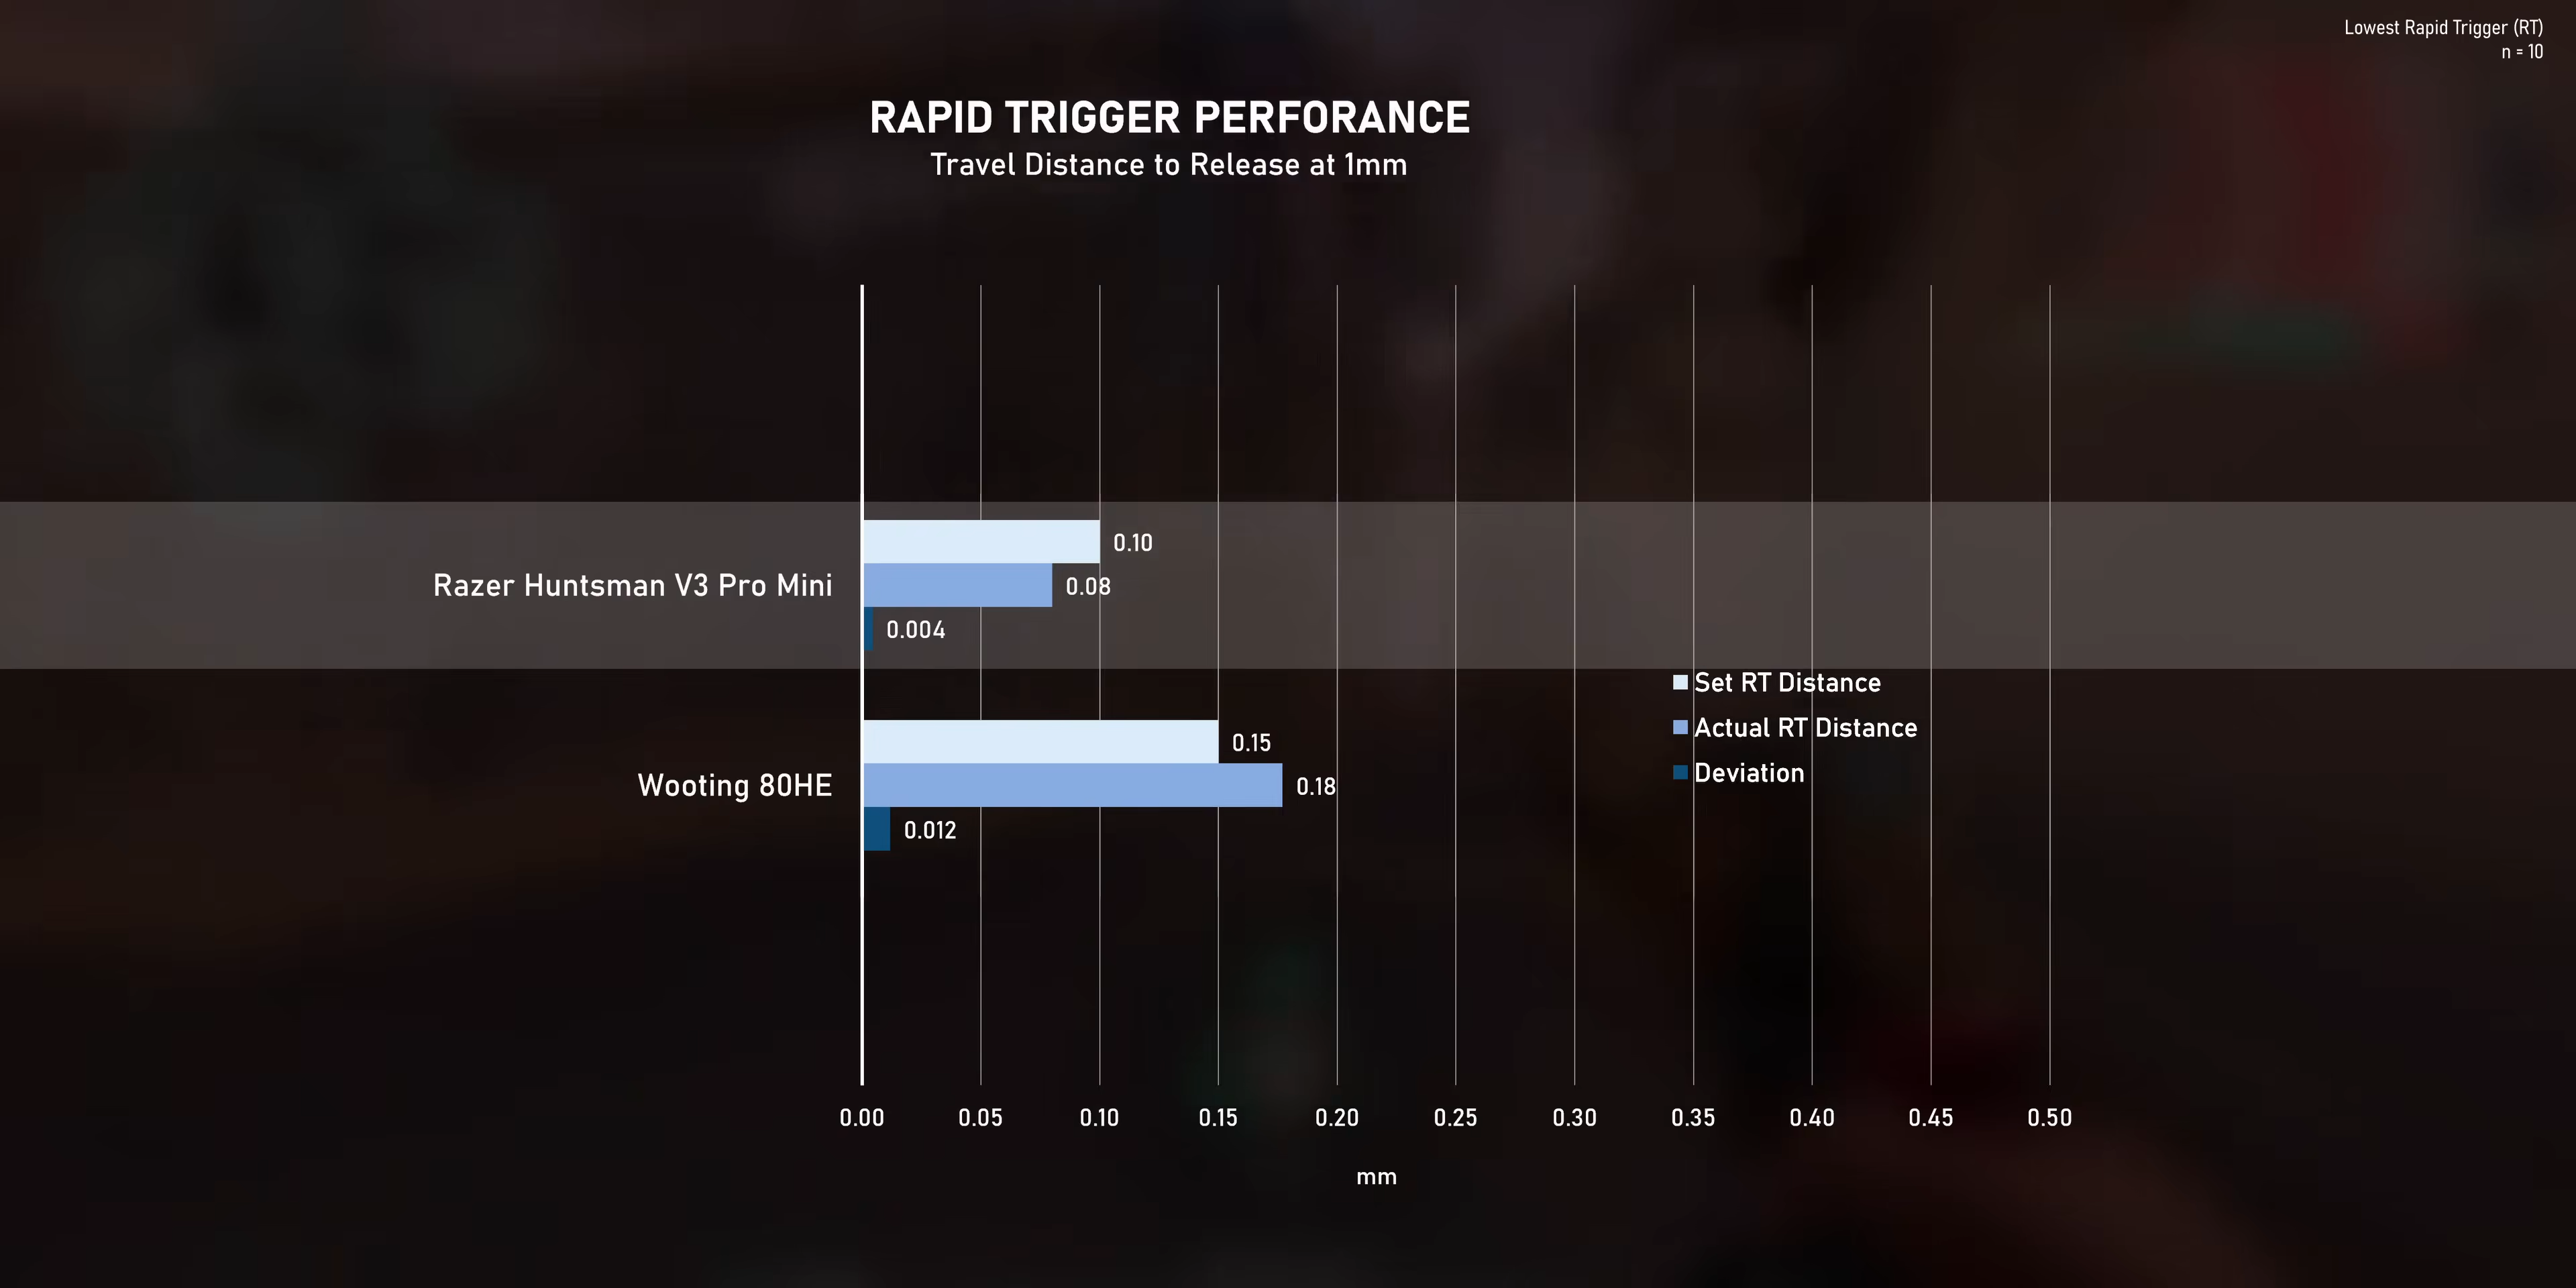 Lowest Rapid Trigger (RT)
n = 10
RAPID TRIGGER PERFORANCE
Travel Distance to Release at 1mm
0.10
Razer Huntsman V3 Pro Mini
0.08
0.004
Set RT Distance
Actual RT Distance
Deviation
0.15
Wooting 80HE
0.18
0.012
0.00 0.05 0.10 0.15 0.20 0.25 0.30 0.35 0.40 0.45 0.50
mm